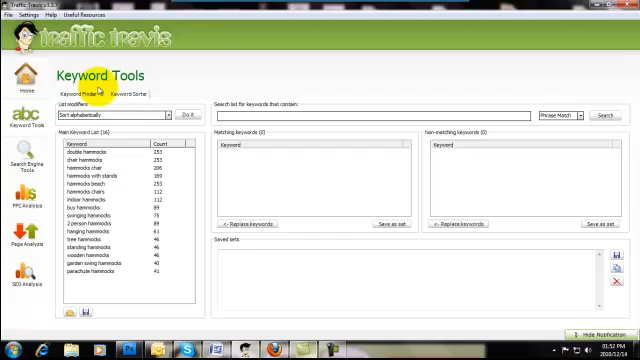 Traffic Travis v3.3.3
File Settings Help Useful Resources
traffic travis
Home
abc
Keyword Tools
Search Engine Tools
PPC Analysis
Page Analysis
SEO Analysis
Keyword Tools
Keyword Finder
Keyword Sorter
List modifiers
Sort alphabetically
Do it
Main Keyword List (16)
Keyword Count
double hammocks 253
chair hammocks 253
hammocks chair 206
hammocks with stands 169
hammocks beach 253
hammocks chairs 112
indoor hammocks 112
buy hammocks 89
swinging hammocks 75
2 person hammocks 89
hanging hammocks 61
tree hammocks 46
standing hammocks 46
wooden hammocks 46
garden swing hammocks 40
parachute hammocks 41
Search list for keywords that contain:
Phrase Match
Search
Matching keywords (0)
Keyword
<- Replace keywords
Save as set
Non-matching keywords (0)
Keyword
<- Replace keywords
Save as set
Saved sets
Hide Notification
01:52 PM
2010/12/14